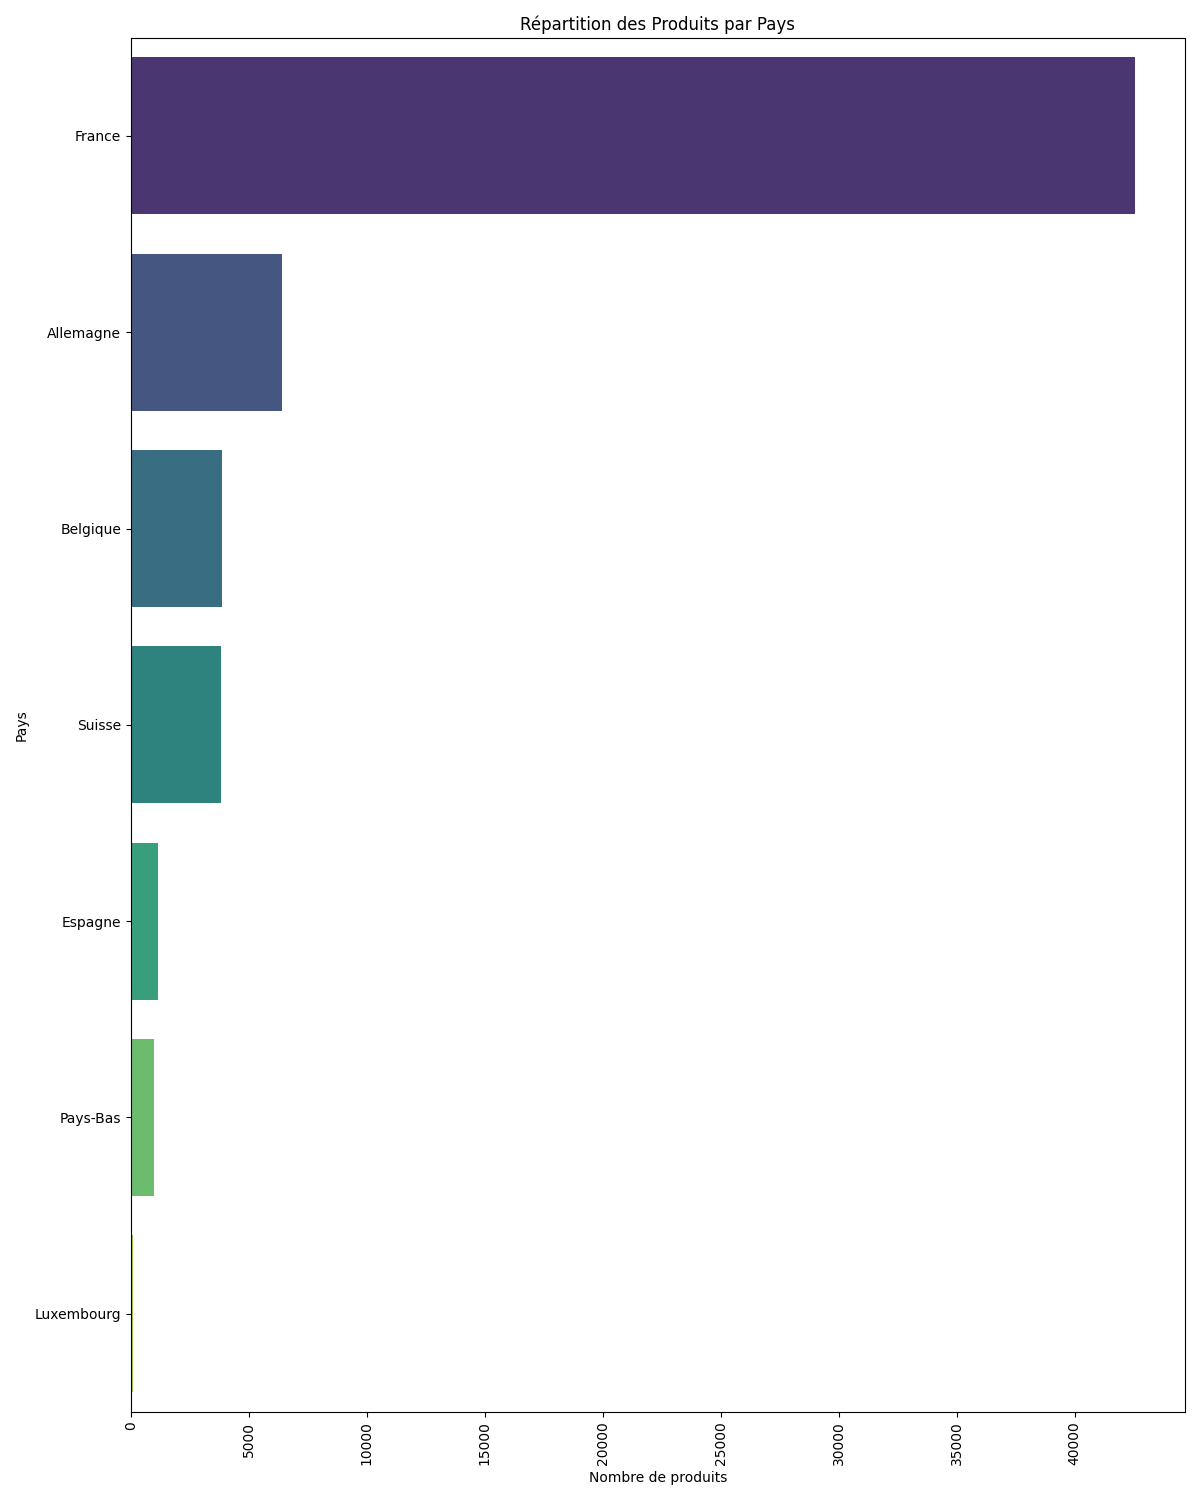 Répartition des Produits par Pays
France
Allemagne
Belgique
Suisse
Espagne
Pays-Bas
Luxembourg
Pays
0
5000
10000
15000
20000
25000
30000
35000
40000
Nombre de produits